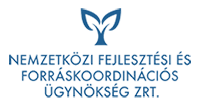 NEMZETKÖZI FEJLESZTÉSI ÉS
FORRÁSKOORDINÁCIÓS
ÜGYNÖKSÉG ZRT.